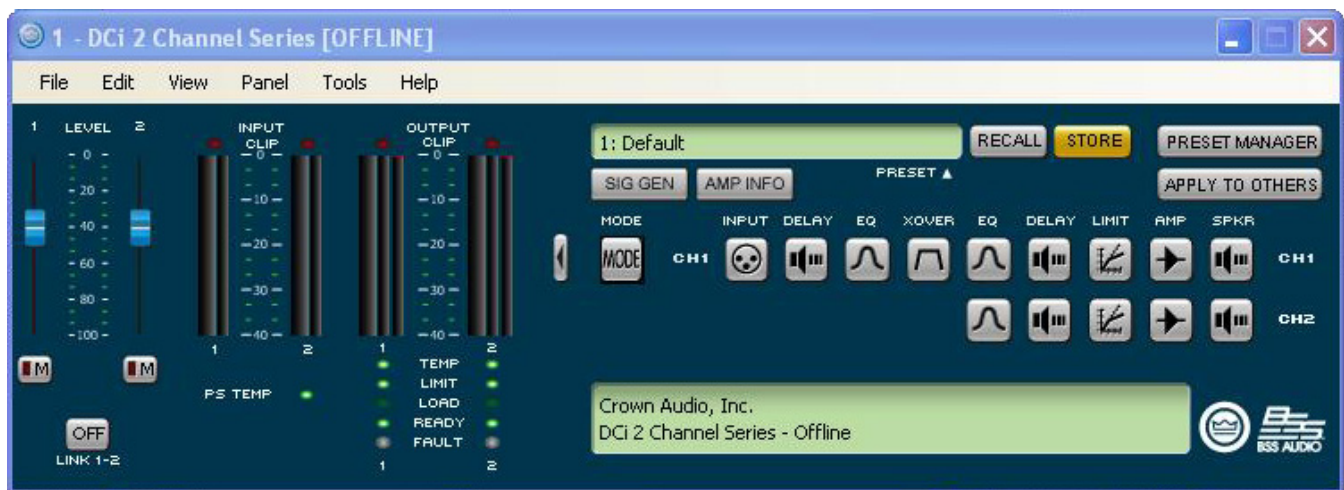 1 - DCi 2 Channel Series [OFFLINE]
File Edit View Panel Tools Help
1 LEVEL 2
- 0 -
- 20 -
- 40 -
- 60 -
- 80 -
-100-
M M
OFF
LINK 1-2
INPUT
CLIP
- 0 -
-10-
-20-
-30-
-40-
1 2
PS TEMP
OUTPUT
CLIP
- 0 -
-10-
-20-
-30-
-40-
1 2
TEMP
LIMIT
LOAD
READY
FAULT
1 2
1: Default
RECALL STORE PRESET MANAGER
SIG GEN AMP INFO PRESET ▲ APPLY TO OTHERS
MODE INPUT DELAY EQ XOVER EQ DELAY LIMIT AMP SPKR
MODE CH1 CH1
CH2
Crown Audio, Inc.
DCi 2 Channel Series - Offline
BSS AUDIO